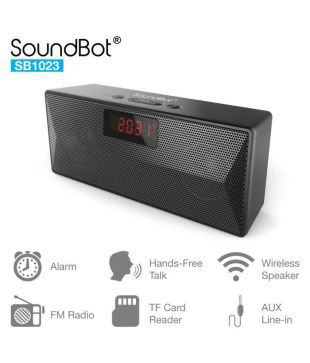 SoundBot®
SB1023
2031
Alarm
Hands-Free
Talk
Wireless
Speaker
FM Radio
TF Card
Reader
AUX
Line-in